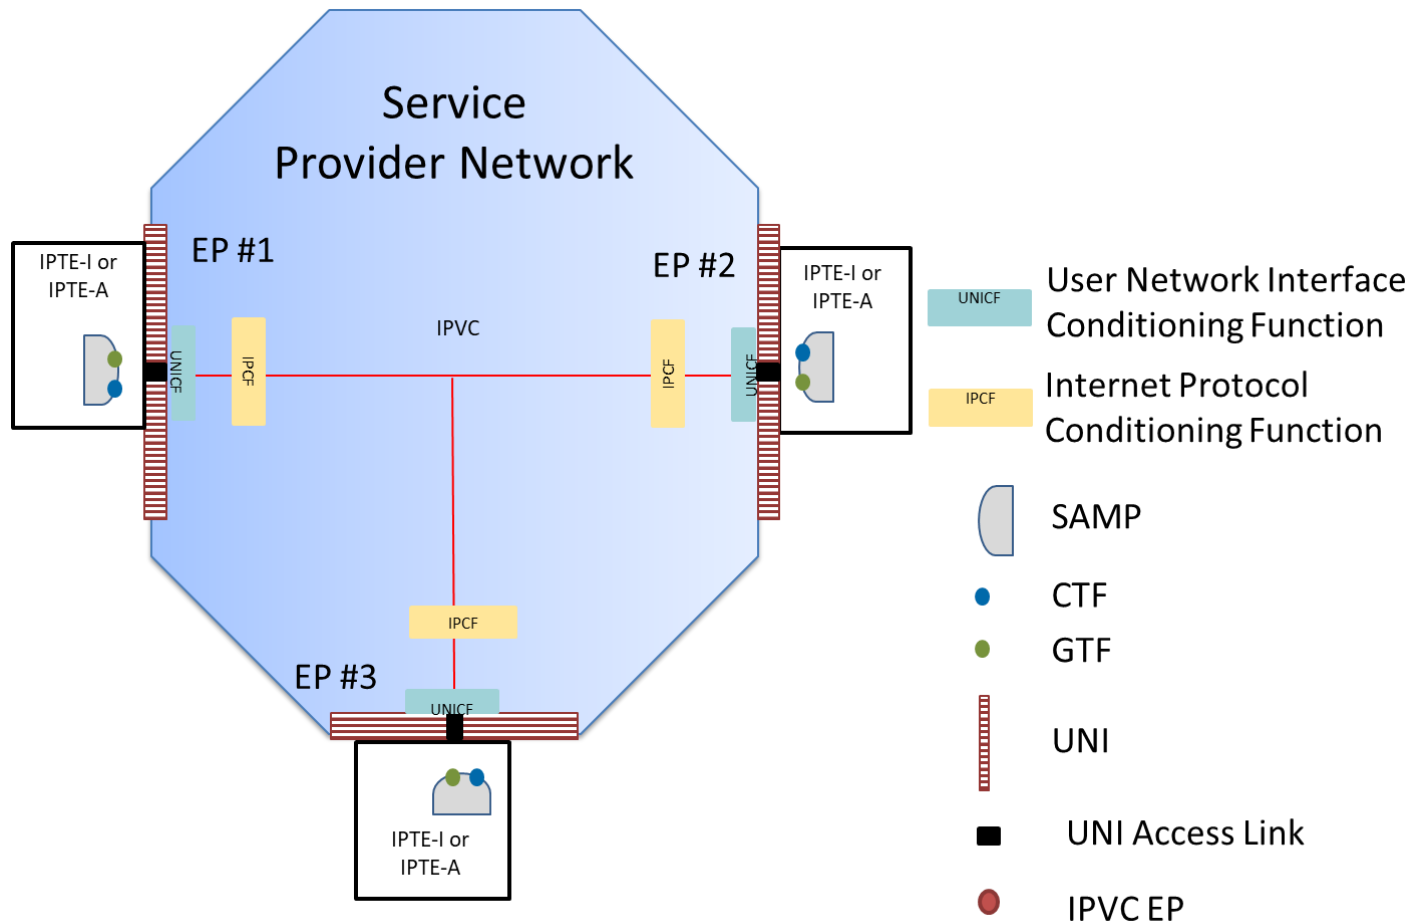 Service
Provider Network
EP #1
EP #2
IPTE-I or
IPTE-A
IPTE-I or
IPTE-A
UNICF
IPCF
IPVC
IPCF
UNICF
IPCF
EP #3
UNICF
IPTE-I or
IPTE-A
UNICF
User Network Interface
Conditioning Function
IPCF
Internet Protocol
Conditioning Function
SAMP
CTF
GTF
UNI
UNI Access Link
IPVC EP